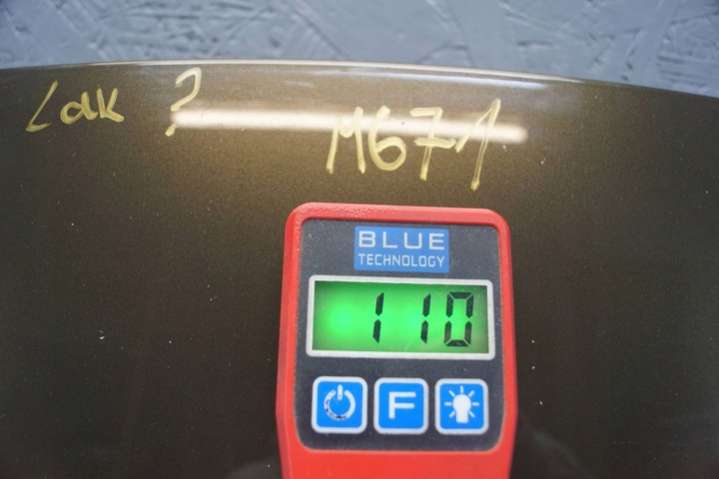 Lak ?
M671
BLUE
TECHNOLOGY
110
F